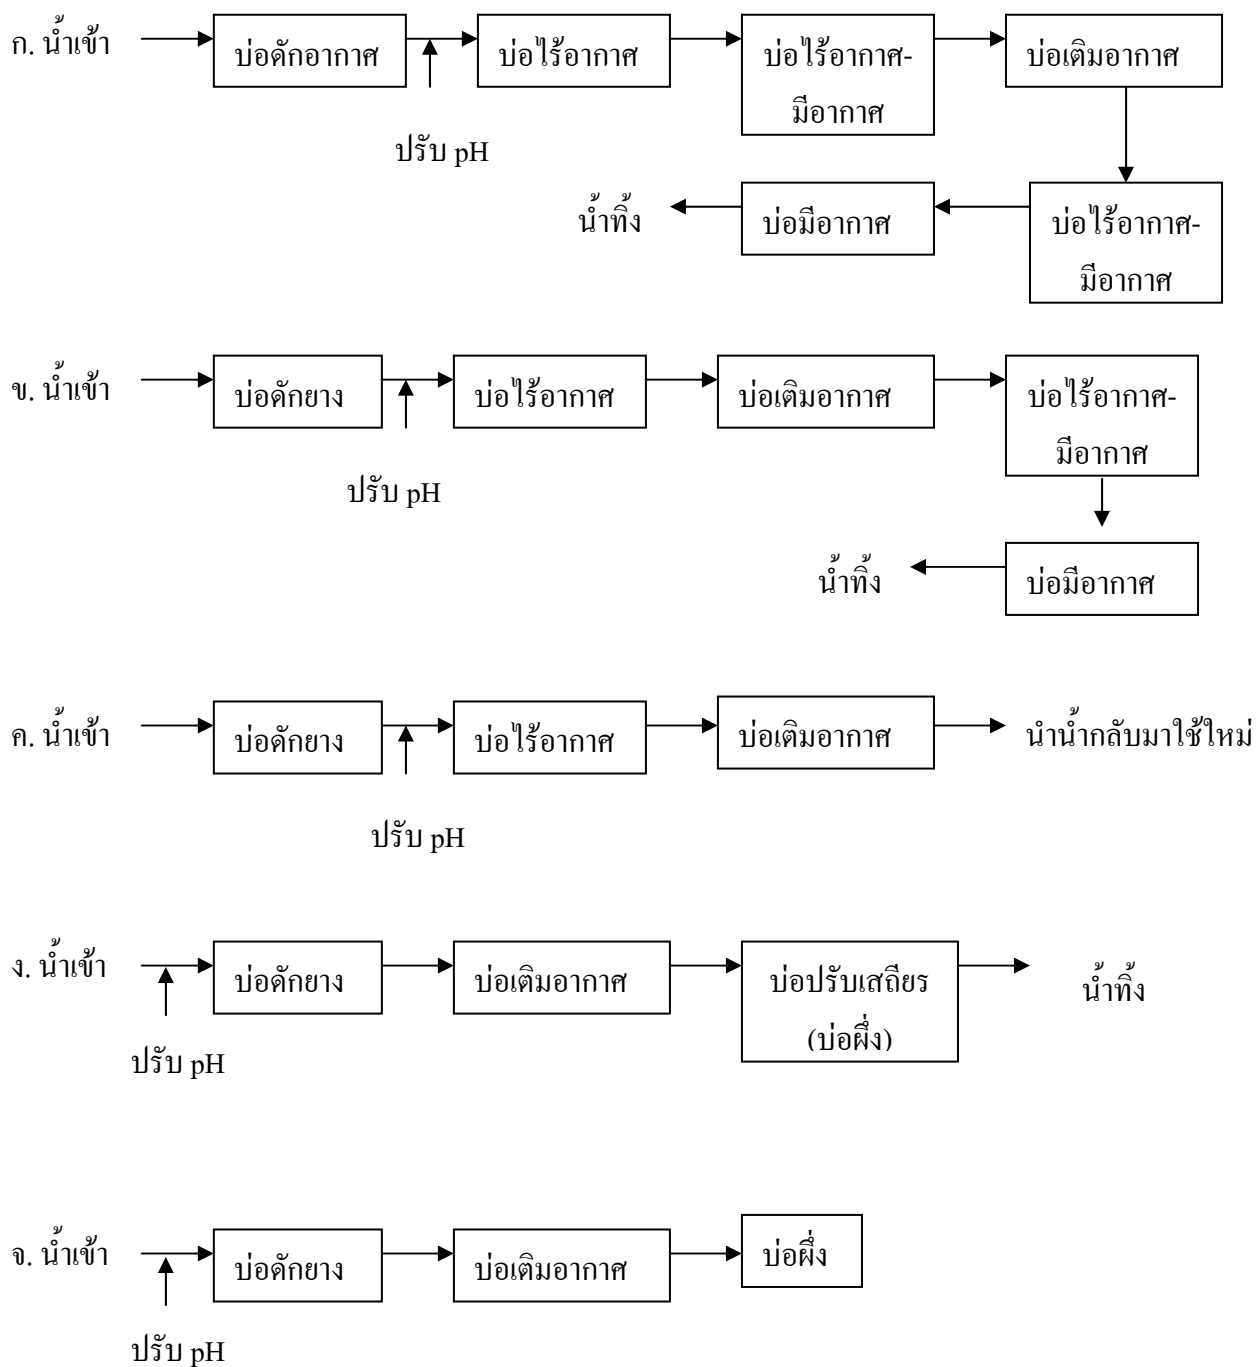 ก. น้ำเข้า
บ่อดักอากาศ
บ่อไร้อากาศ
บ่อไร้อากาศ-
มีอากาศ
บ่อเติมอากาศ
ปรับ pH
น้ำทิ้ง
บ่อมีอากาศ
บ่อไร้อากาศ-
มีอากาศ
ข. น้ำเข้า
บ่อดักยาง
บ่อไร้อากาศ
บ่อเติมอากาศ
บ่อไร้อากาศ-
มีอากาศ
ปรับ pH
น้ำทิ้ง
บ่อมีอากาศ
ค. น้ำเข้า
บ่อดักยาง
บ่อไร้อากาศ
บ่อเติมอากาศ
นำน้ำกลับมาใช้ใหม่
ปรับ pH
ง. น้ำเข้า
บ่อดักยาง
บ่อเติมอากาศ
บ่อปรับเสถียร
(บ่อผึ่ง)
น้ำทิ้ง
ปรับ pH
จ. น้ำเข้า
บ่อดักยาง
บ่อเติมอากาศ
บ่อผึ่ง
ปรับ pH